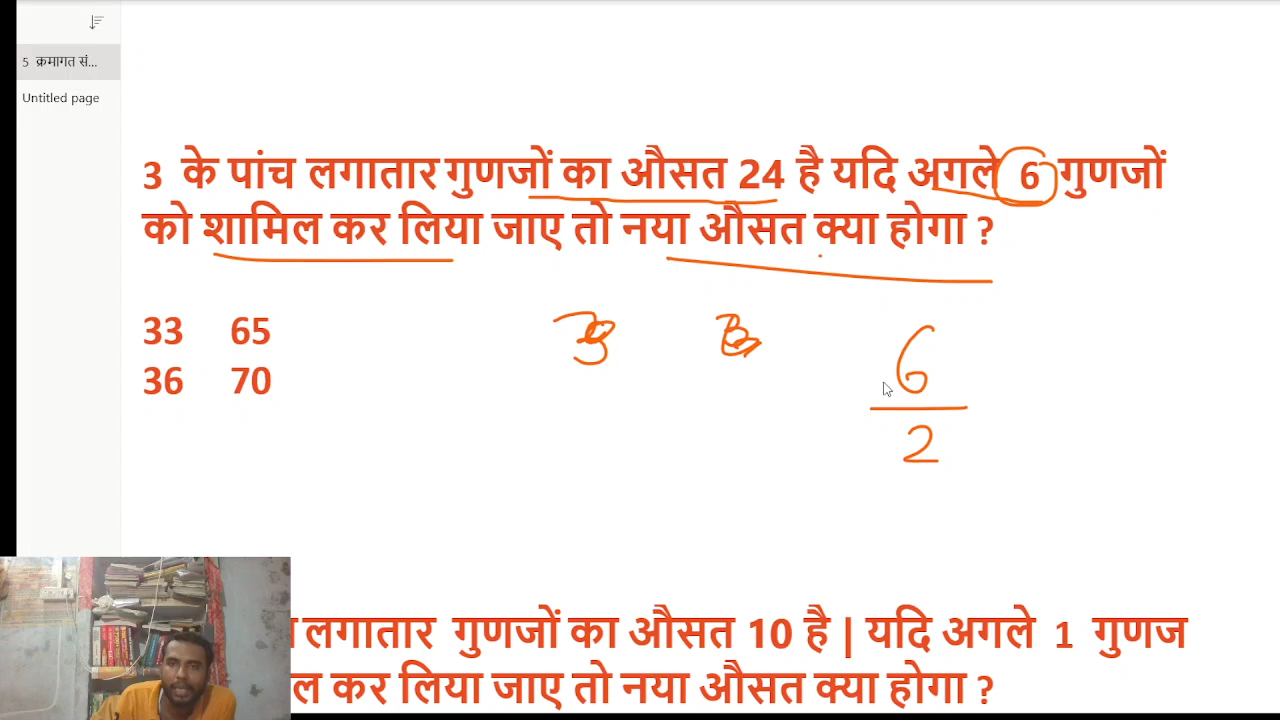 5 क्रमागत सं...
Untitled page
3 के पांच लगातार गुणजों का औसत 24 है यदि अगले 6 गुणजों
को शामिल कर लिया जाए तो नया औसत क्या होगा ?
33 65
36 70
6
2
लगातार गुणजों का औसत 10 है | यदि अगले 1 गुणज
ल कर लिया जाए तो नया औसत क्या होगा ?